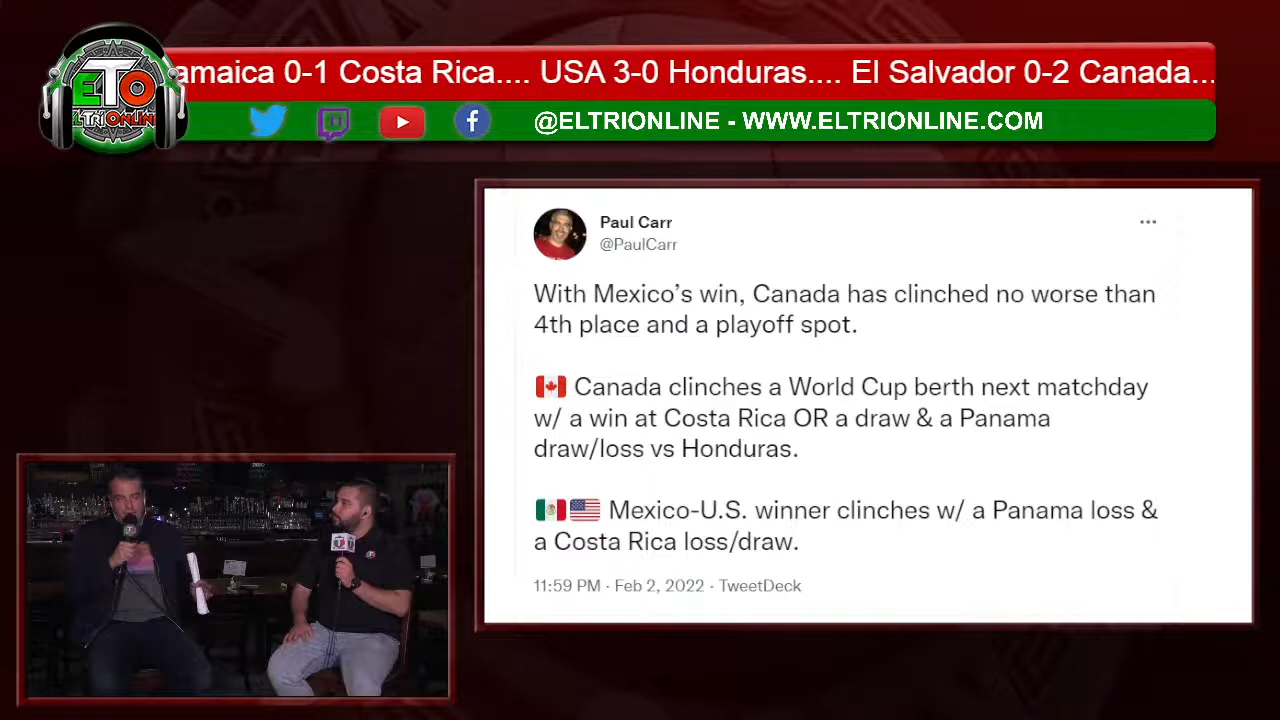 amaica 0-1 Costa Rica.... USA 3-0 Honduras.... El Salvador 0-2 Canada...
ETO
ELTRIONLINE
@ELTRIONLINE - WWW.ELTRIONLINE.COM
Paul Carr
@PaulCarr
With Mexico’s win, Canada has clinched no worse than
4th place and a playoff spot.
Canada clinches a World Cup berth next matchday
w/ a win at Costa Rica OR a draw & a Panama
draw/loss vs Honduras.
Mexico-U.S. winner clinches w/ a Panama loss &
a Costa Rica loss/draw.
11:59 PM · Feb 2, 2022 · TweetDeck